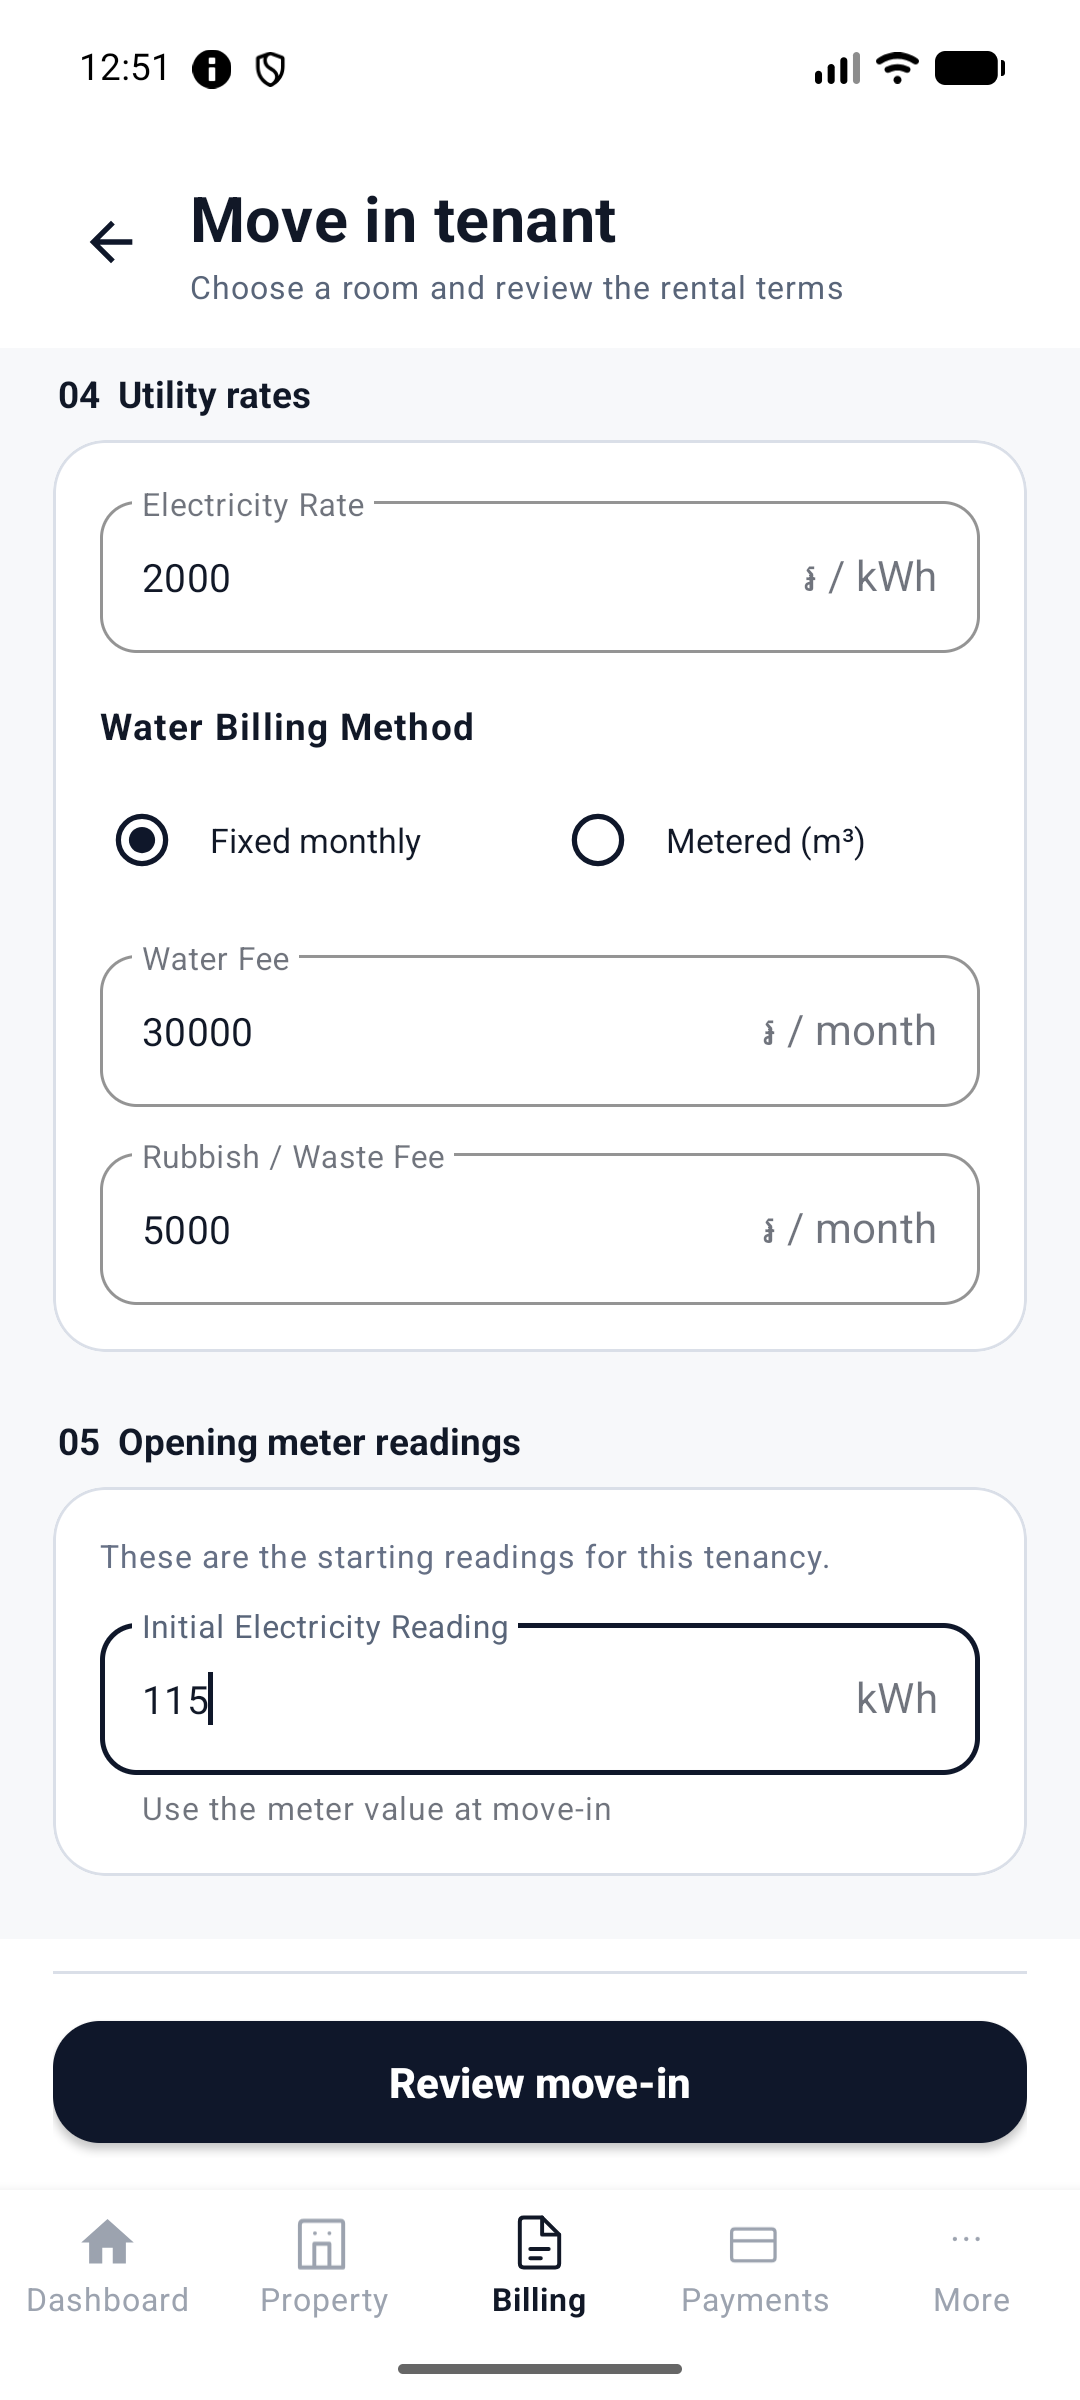 12:51
Move in tenant
Choose a room and review the rental terms
04 Utility rates
Electricity Rate
2000 ៛ / kWh
Water Billing Method
Fixed monthly
Metered (m³)
Water Fee
30000 ៛ / month
Rubbish / Waste Fee
5000 ៛ / month
05 Opening meter readings
These are the starting readings for this tenancy.
Initial Electricity Reading
115 kWh
Use the meter value at move-in
Review move-in
Dashboard
Property
Billing
Payments
More